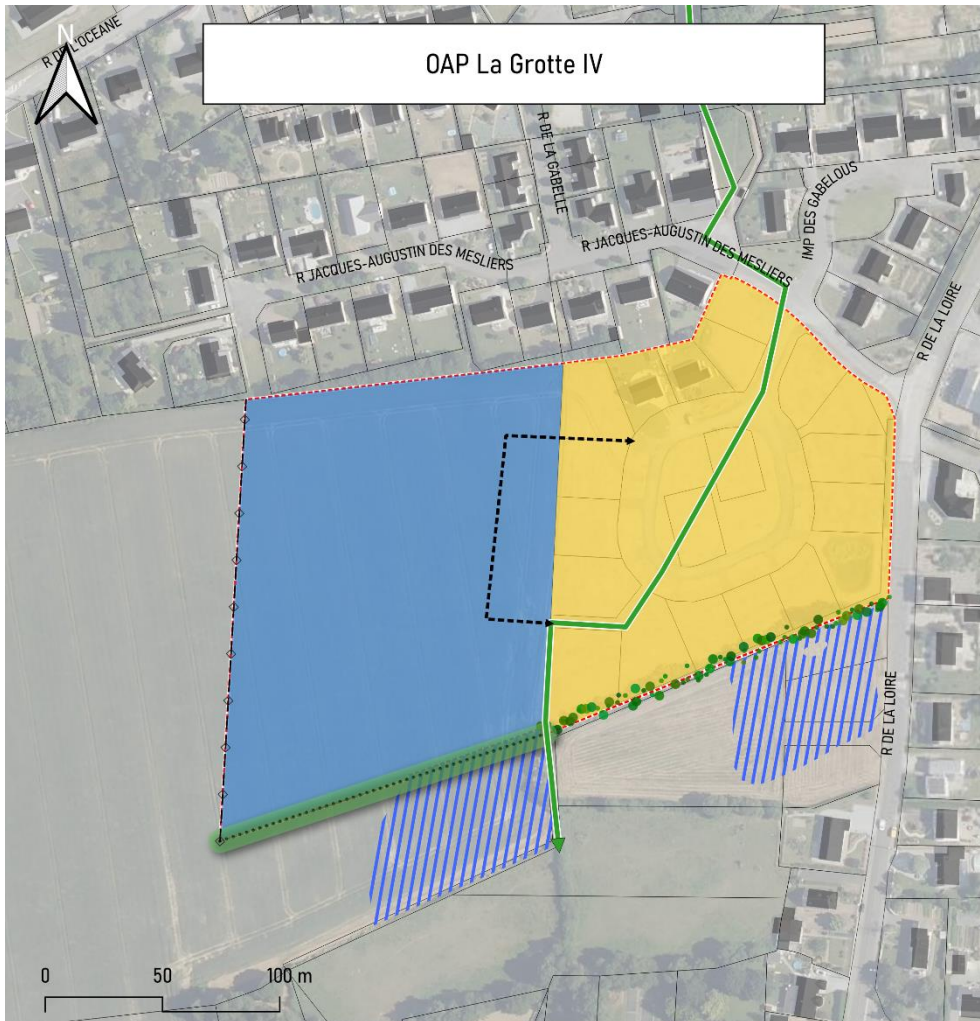 R DE L'OCEANE
N
OAP La Grotte IV
R DE LA GABELLE
IMP DES GABELOUS
R JACQUES-AUGUSTIN DES MESLIERS
R JACQUES-AUGUSTIN DES MESLIERS
R DE LA LOIRE
R DE LA LOIRE
0 50 100 m